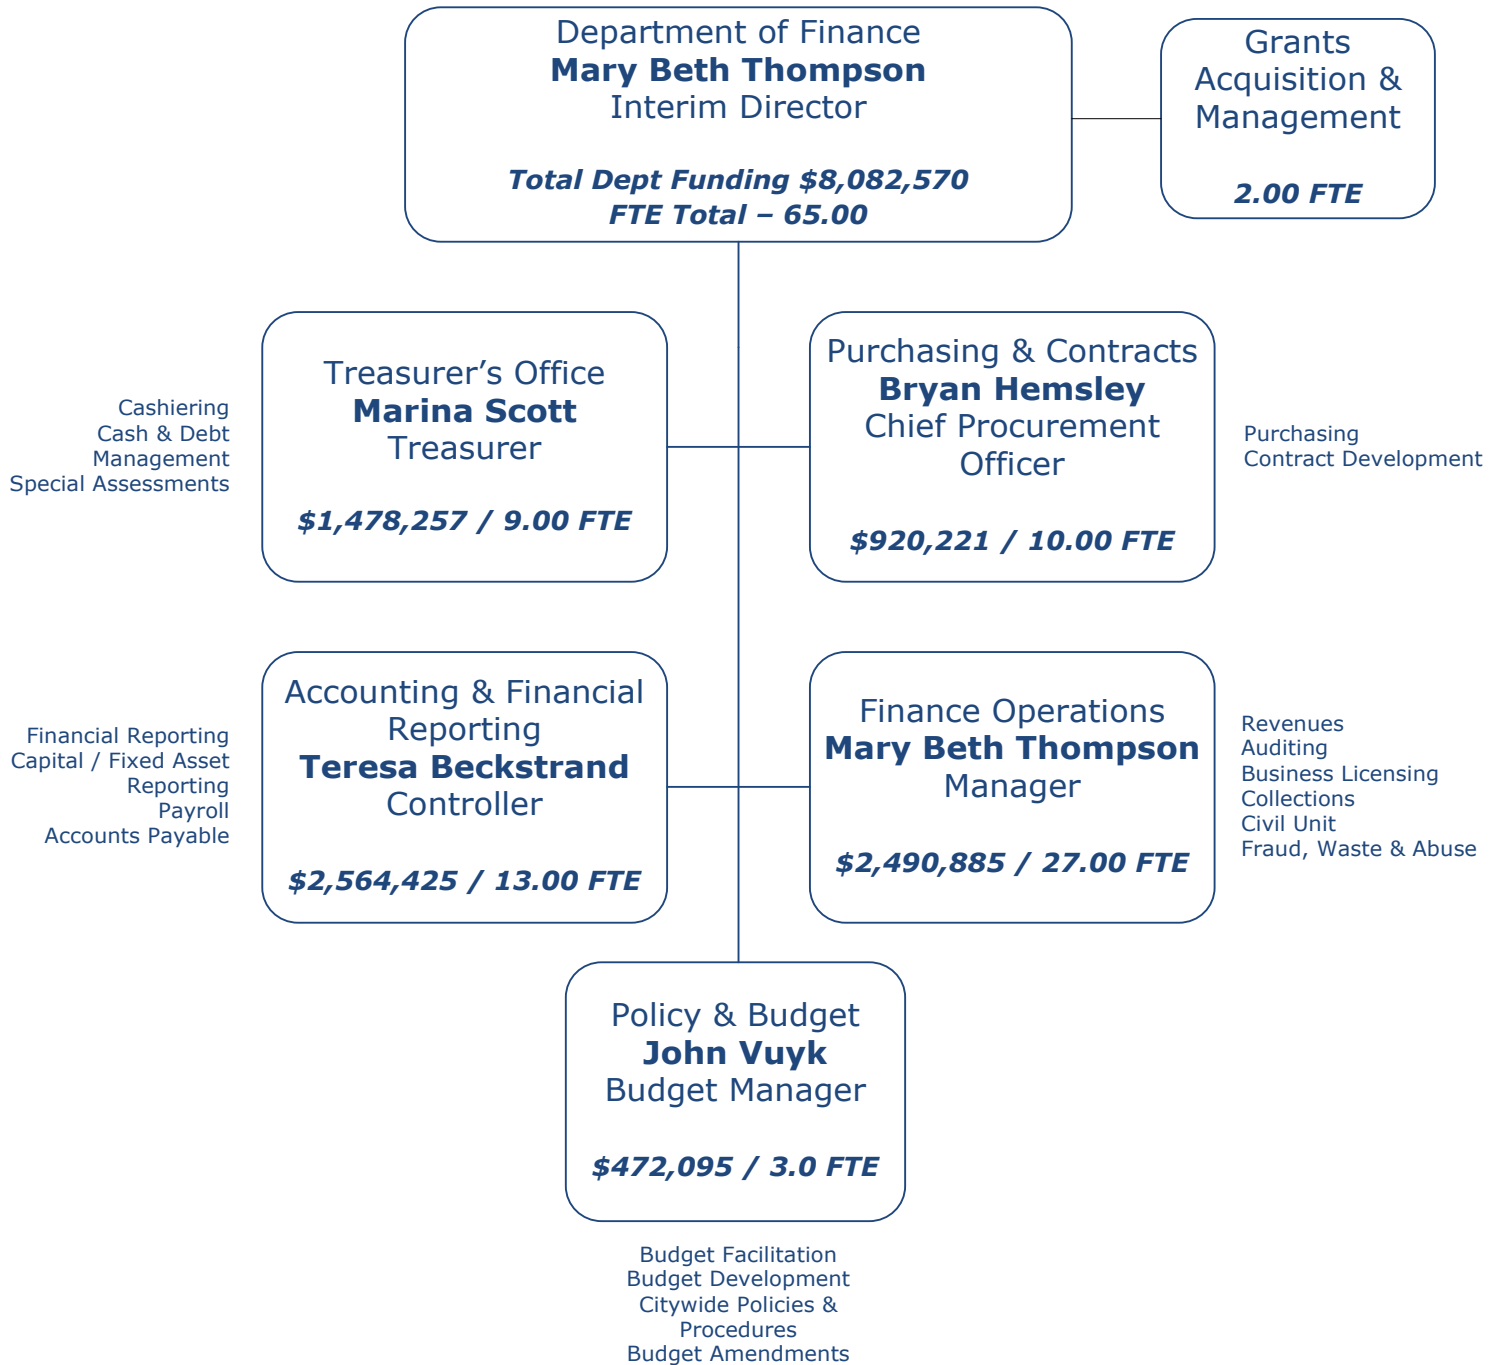 Department of Finance
Mary Beth Thompson
Interim Director
Total Dept Funding $8,082,570
FTE Total – 65.00
Grants
Acquisition &
Management
2.00 FTE
Cashiering
Cash & Debt
Management
Special Assessments
Treasurer’s Office
Marina Scott
Treasurer
$1,478,257 / 9.00 FTE
Purchasing & Contracts
Bryan Hemsley
Chief Procurement
Officer
$920,221 / 10.00 FTE
Purchasing
Contract Development
Financial Reporting
Capital / Fixed Asset
Reporting
Payroll
Accounts Payable
Accounting & Financial
Reporting
Teresa Beckstrand
Controller
$2,564,425 / 13.00 FTE
Finance Operations
Mary Beth Thompson
Manager
$2,490,885 / 27.00 FTE
Revenues
Auditing
Business Licensing
Collections
Civil Unit
Fraud, Waste & Abuse
Policy & Budget
John Vuyk
Budget Manager
$472,095 / 3.0 FTE
Budget Facilitation
Budget Development
Citywide Policies &
Procedures
Budget Amendments